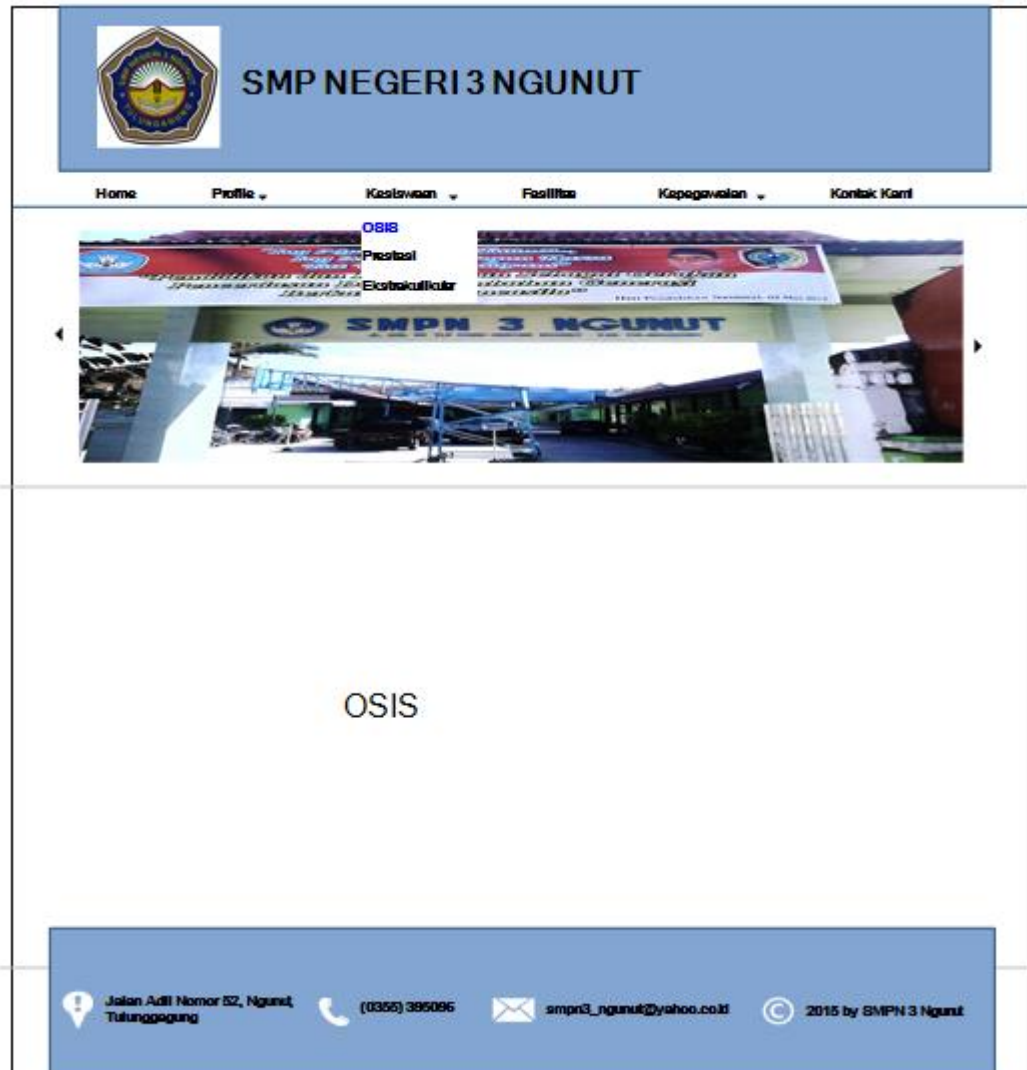 SMP NEGERI 3 NGUNUT
Home Profile Kesiswaan Fasilitas Kepegawaian Kontak Kami
OSIS
Prestasi
Ekstrakulikuler
SMPN 3 NGUNUT
OSIS
Jalan Adil Nomor 52, Ngunut,
Tulunggagung
(0355) 395096
smpn3_ngunut@yahoo.co.id
© 2015 by SMPN 3 Ngunut